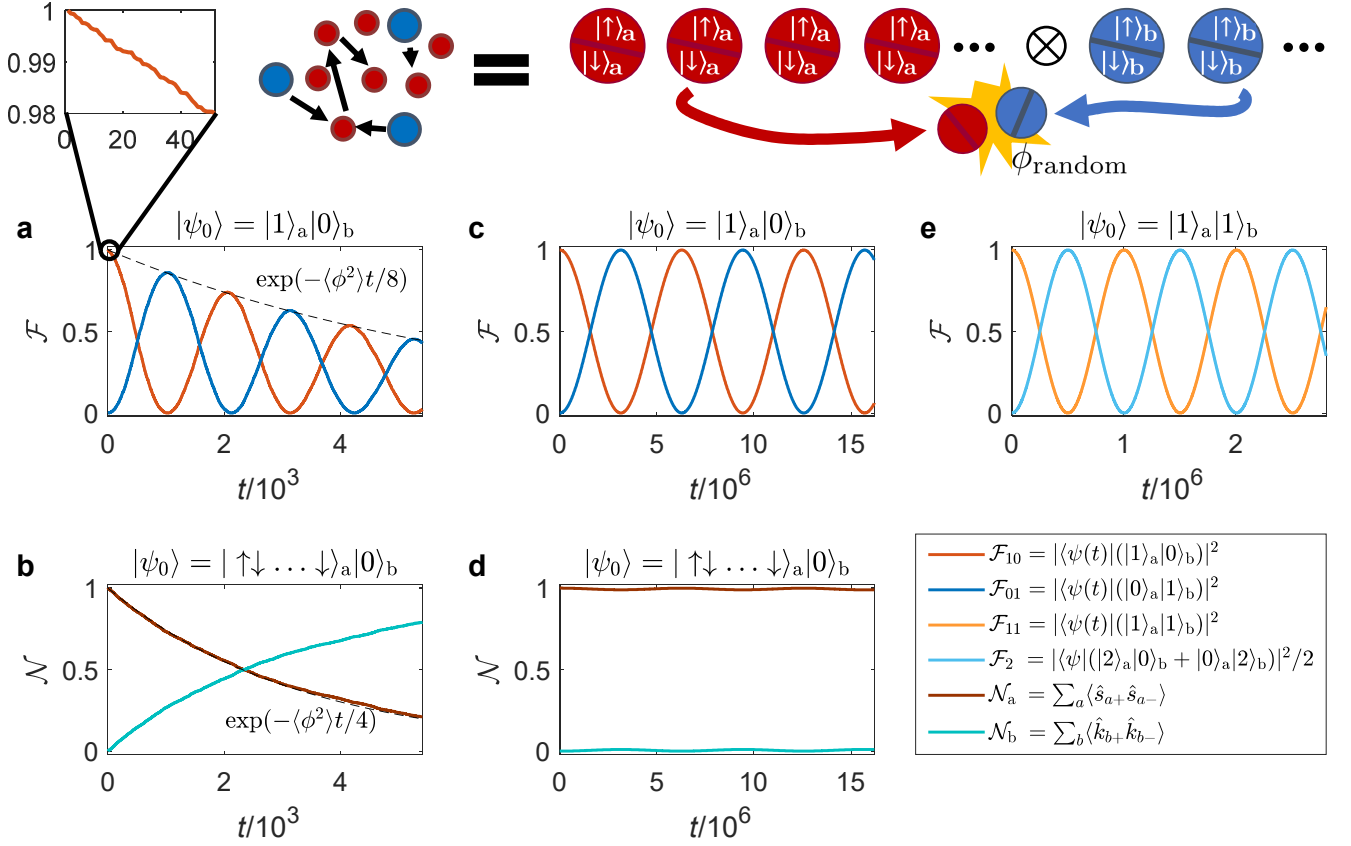 1
0.99
0.98
0 20 40
=
|↑⟩a |↑⟩a |↑⟩a |↑⟩a ••• ⊗ |↑⟩b |↑⟩b •••
|↓⟩a |↓⟩a |↓⟩a |↓⟩a |↓⟩b |↓⟩b
ϕrandom
a |ψ0⟩ = |1⟩a|0⟩b
1
0.5
0
ℱ
exp(−⟨ϕ²⟩t/8)
0 2 4
t/10³
c |ψ0⟩ = |1⟩a|0⟩b
1
0.5
0
ℱ
0 5 10 15
t/10⁶
e |ψ0⟩ = |1⟩a|1⟩b
1
0.5
0
ℱ
0 1 2
t/10⁶
b |ψ0⟩ = | ↑↓ … ↓⟩a|0⟩b
1
0.5
0
𝒩
exp(−⟨ϕ²⟩t/4)
0 2 4
t/10³
d |ψ0⟩ = | ↑↓ … ↓⟩a|0⟩b
1
0.5
0
𝒩
0 5 10 15
t/10⁶
ℱ10 = |⟨ψ(t)|(|1⟩a|0⟩b)|²
ℱ01 = |⟨ψ(t)|(|0⟩a|1⟩b)|²
ℱ11 = |⟨ψ(t)|(|1⟩a|1⟩b)|²
ℱ2 = |⟨ψ|(|2⟩a|0⟩b + |0⟩a|2⟩b)|²/2
𝒩a = ∑a⟨ŝa+ŝa−⟩
𝒩b = ∑b⟨k̂b+k̂b−⟩